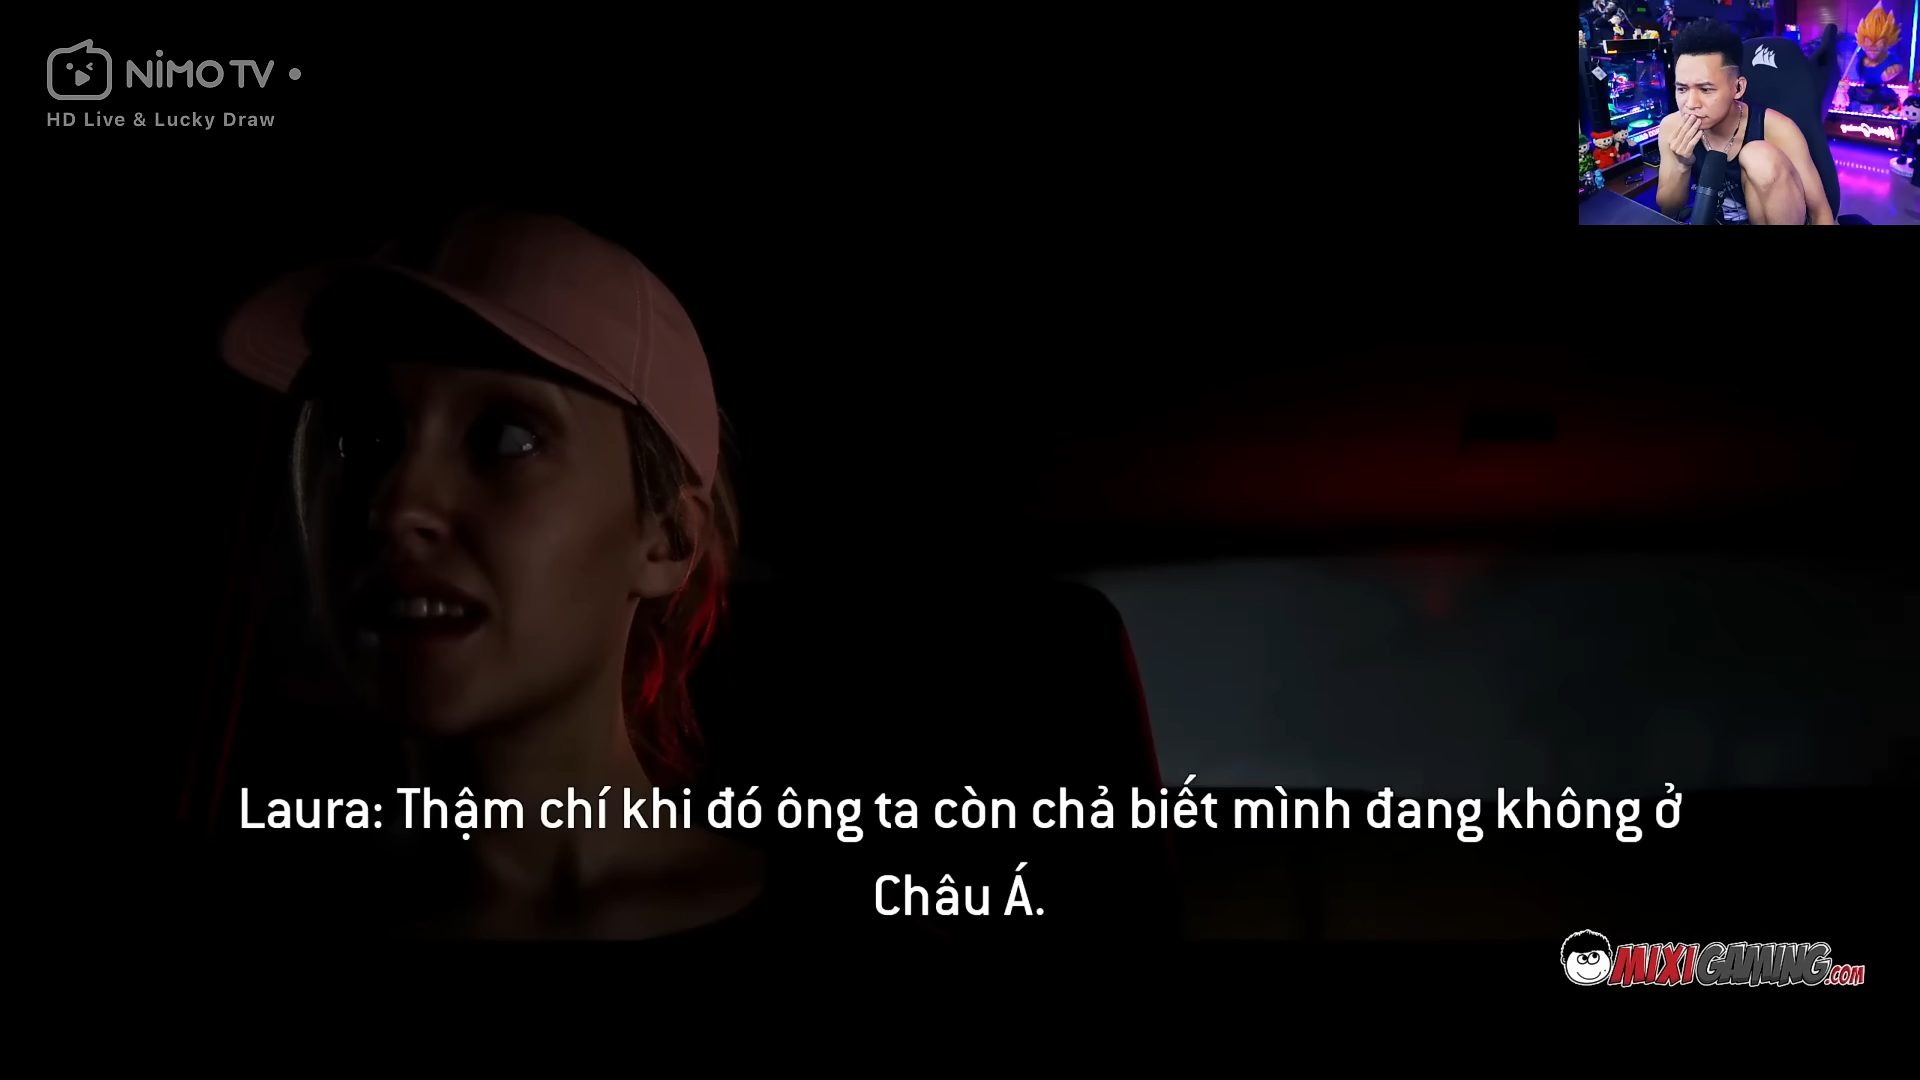 NIMO TV
HD Live & Lucky Draw
Laura: Thậm chí khi đó ông ta còn chả biết mình đang không ở
Châu Á.
MIXIGAMING.COM